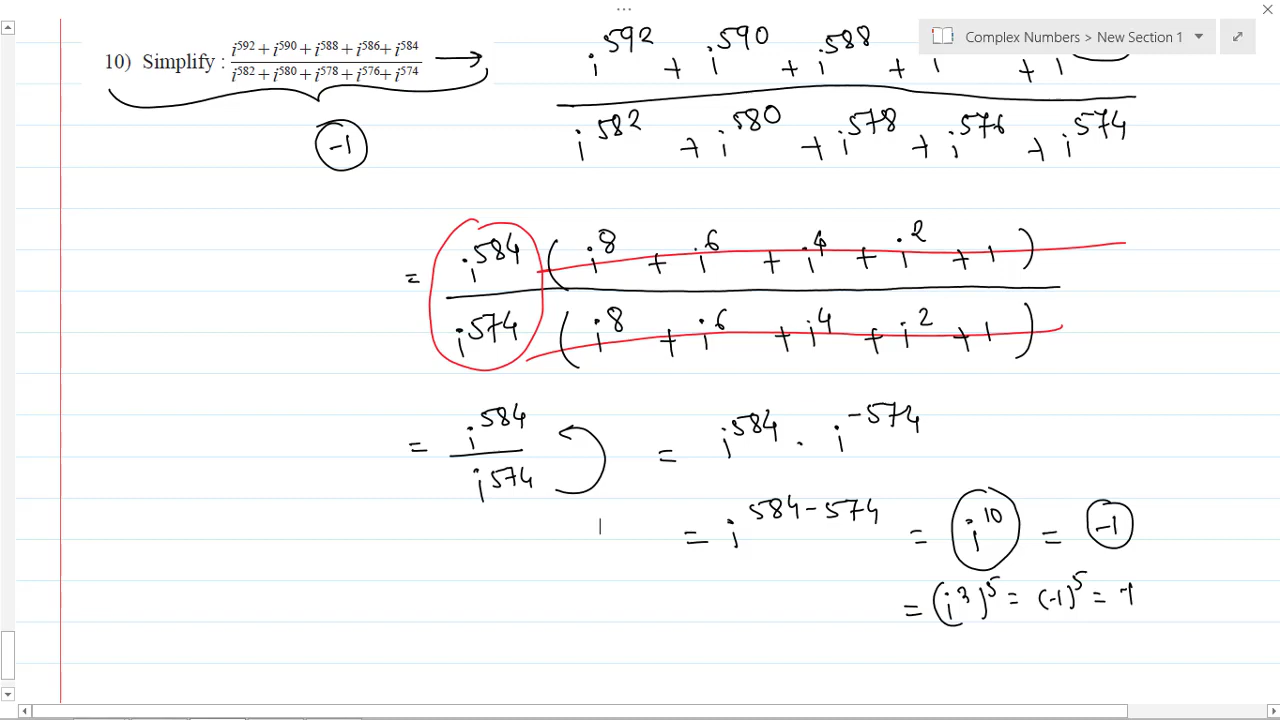 Complex Numbers > New Section 1
10) Simplify : (i^592 + i^590 + i^588 + i^586 + i^584) / (i^582 + i^580 + i^578 + i^576 + i^574)
i^592 + i^590 + i^588 + i + i
i^582 + i^580 + i^578 + i^576 + i^574
-1
= i^584 ( i^8 + i^6 + i^4 + i^2 + 1 )
i^574 ( i^8 + i^6 + i^4 + i^2 + 1 )
= i^584 / i^574 = i^584 . i^-574
= i^584-574 = i^10 = -1
= (i^2)^5 = (-1)^5 = -1